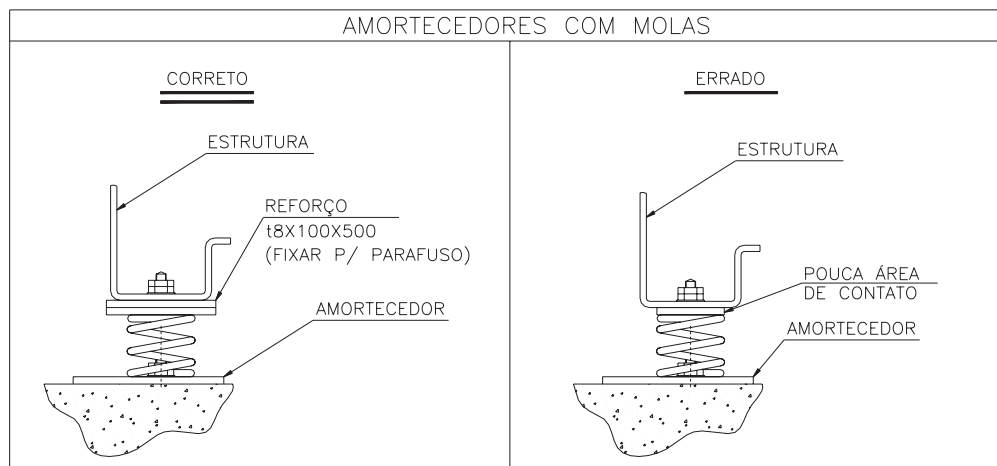 AMORTECEDORES COM MOLAS
CORRETO
ESTRUTURA
REFORÇO
t8X100X500
(FIXAR P/ PARAFUSO)
AMORTECEDOR
ERRADO
ESTRUTURA
POUCA ÁREA
DE CONTATO
AMORTECEDOR